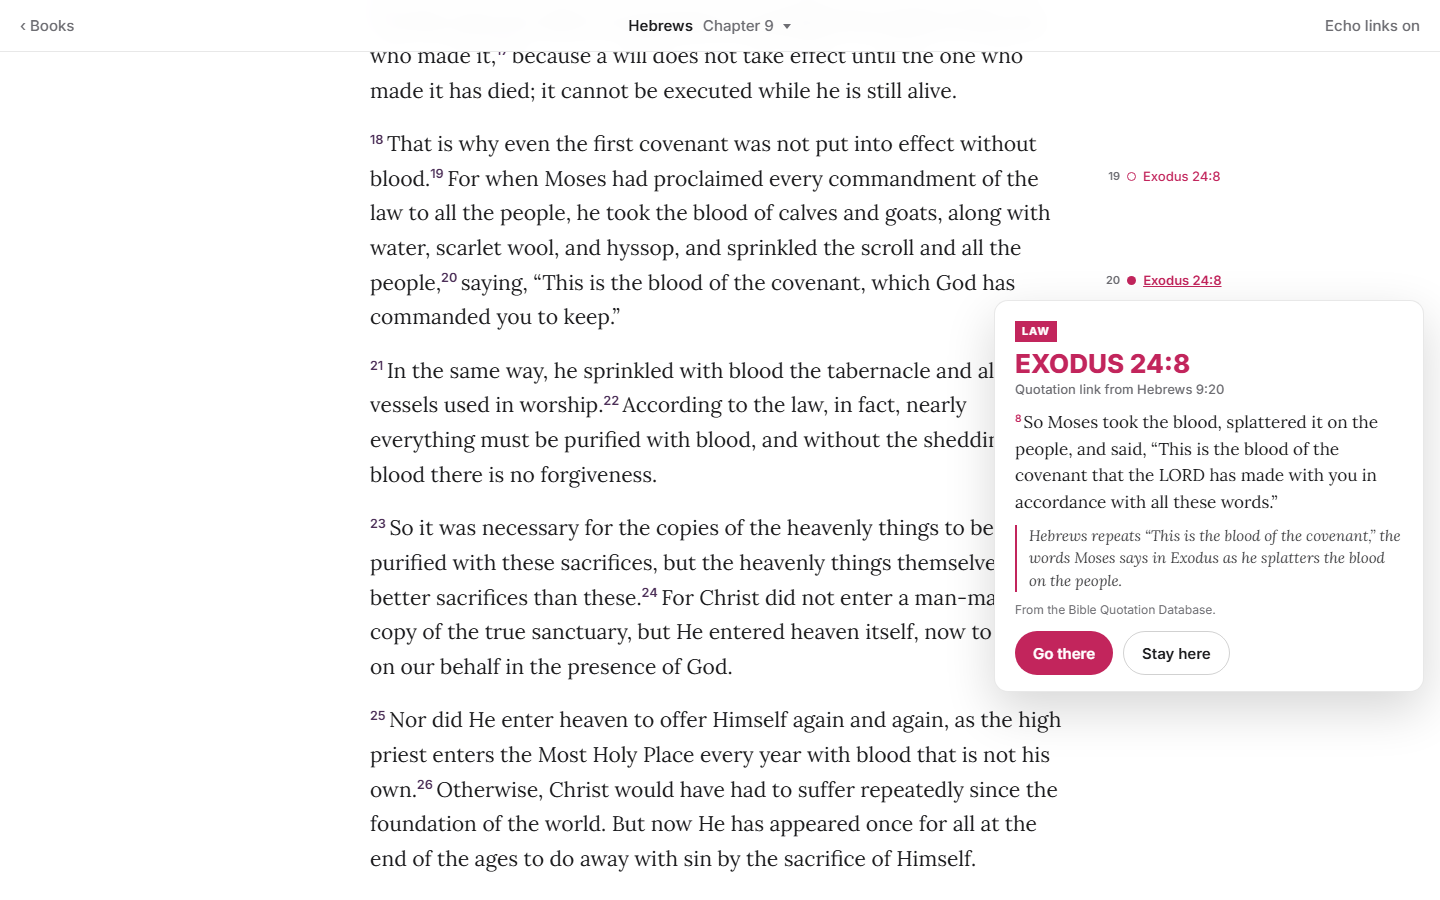 ‹ Books
Hebrews Chapter 9
Echo links on
who made it,¹⁷ because a will does not take effect until the one who
made it has died; it cannot be executed while he is still alive.
18 That is why even the first covenant was not put into effect without
blood.19 For when Moses had proclaimed every commandment of the
law to all the people, he took the blood of calves and goats, along with
water, scarlet wool, and hyssop, and sprinkled the scroll and all the
people,20 saying, “This is the blood of the covenant, which God has
commanded you to keep.”
21 In the same way, he sprinkled with blood the tabernacle and al
vessels used in worship.22 According to the law, in fact, nearly
everything must be purified with blood, and without the sheddin
blood there is no forgiveness.
23 So it was necessary for the copies of the heavenly things to be
purified with these sacrifices, but the heavenly things themselve
better sacrifices than these.24 For Christ did not enter a man-ma
copy of the true sanctuary, but He entered heaven itself, now to
on our behalf in the presence of God.
25 Nor did He enter heaven to offer Himself again and again, as the high
priest enters the Most Holy Place every year with blood that is not his
own.26 Otherwise, Christ would have had to suffer repeatedly since the
foundation of the world. But now He has appeared once for all at the
end of the ages to do away with sin by the sacrifice of Himself.
19 Exodus 24:8
20 Exodus 24:8
LAW
EXODUS 24:8
Quotation link from Hebrews 9:20
8 So Moses took the blood, splattered it on the
people, and said, “This is the blood of the
covenant that the LORD has made with you in
accordance with all these words.”
Hebrews repeats “This is the blood of the covenant,” the
words Moses says in Exodus as he splatters the blood
on the people.
From the Bible Quotation Database.
Go there
Stay here